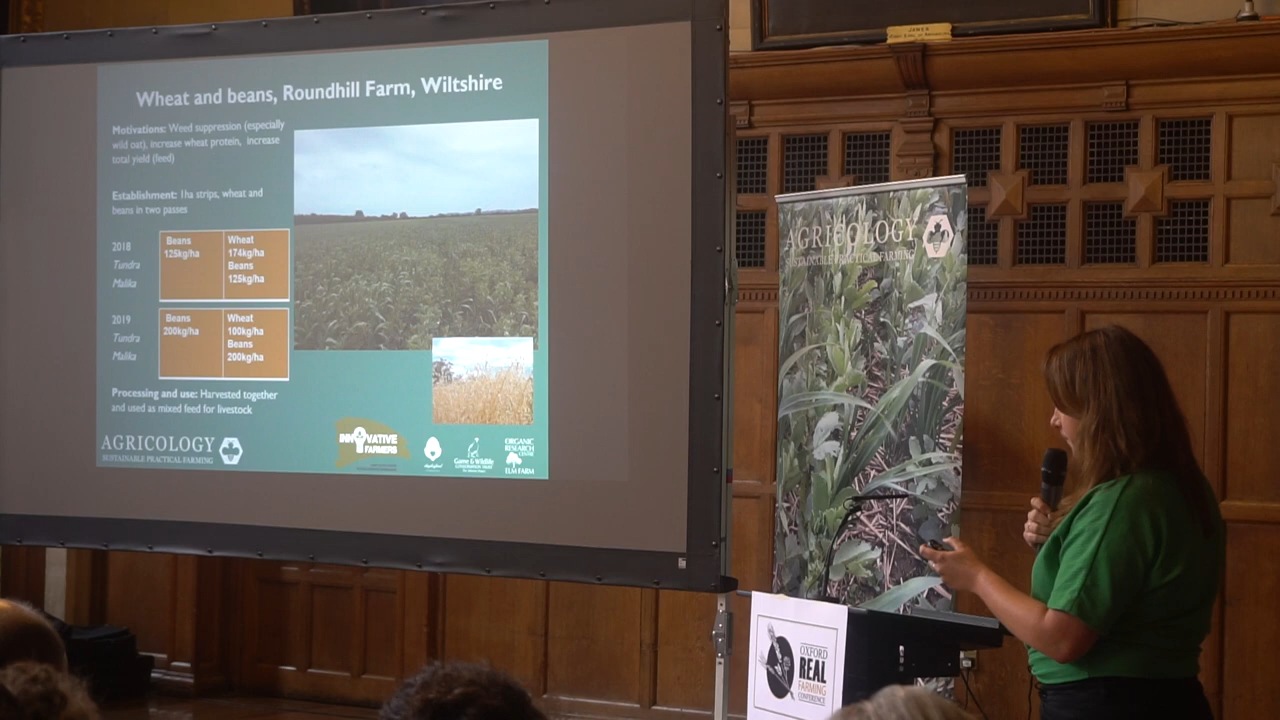 Wheat and beans, Roundhill Farm, Wiltshire
Motivations: Weed suppression (especially
wild oat), increase wheat protein, increase
total yield (feed)
Establishment: 1ha strips, wheat and
beans in two passes
2018
Tundra
Malika
Beans
125kg/ha
Wheat
174kg/ha
Beans
125kg/ha
2019
Tundra
Malika
Beans
200kg/ha
Wheat
100kg/ha
Beans
200kg/ha
Processing and use: Harvested together
and used as mixed feed for livestock
AGRICOLOGY
SUSTAINABLE PRACTICAL FARMING
INNOVATIVE
FARMERS
Game & Wildlife
CONSERVATION TRUST
ORGANIC
RESEARCH
CENTRE
ELM FARM
AGRICOLOGY
SUSTAINABLE PRACTICAL FARMING
OXFORD
REAL
FARMING
CONFERENCE